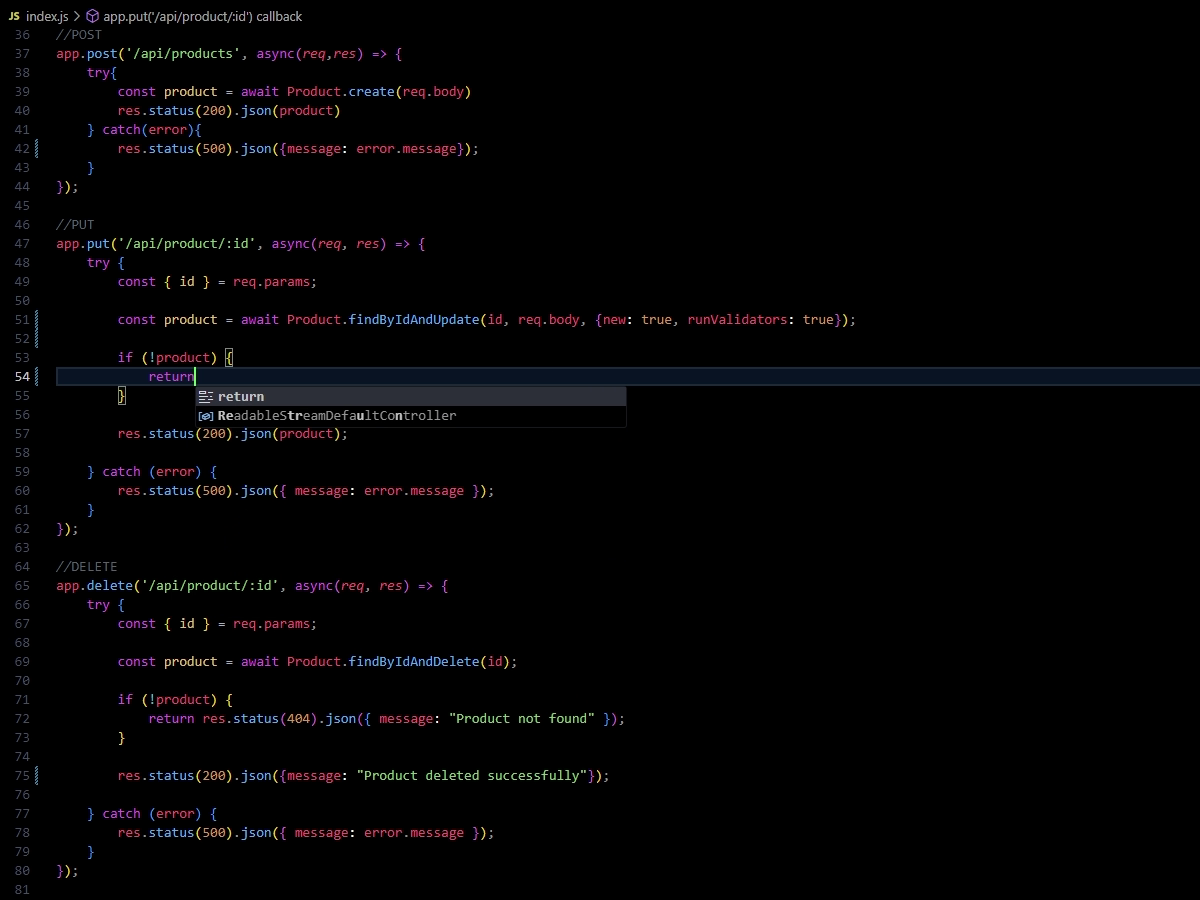 JS index.js > app.put('/api/product/:id') callback
36 //POST
37 app.post('/api/products', async(req,res) => {
38 try{
39 const product = await Product.create(req.body)
40 res.status(200).json(product)
41 } catch(error){
42 res.status(500).json({message: error.message});
43 }
44 });
45
46 //PUT
47 app.put('/api/product/:id', async(req, res) => {
48 try {
49 const { id } = req.params;
50
51 const product = await Product.findByIdAndUpdate(id, req.body, {new: true, runValidators: true});
52
53 if (!product) {
54 return
55 }
return
ReadableStreamDefaultController
56
57 res.status(200).json(product);
58
59 } catch (error) {
60 res.status(500).json({ message: error.message });
61 }
62 });
63
64 //DELETE
65 app.delete('/api/product/:id', async(req, res) => {
66 try {
67 const { id } = req.params;
68
69 const product = await Product.findByIdAndDelete(id);
70
71 if (!product) {
72 return res.status(404).json({ message: "Product not found" });
73 }
74
75 res.status(200).json({message: "Product deleted successfully"});
76
77 } catch (error) {
78 res.status(500).json({ message: error.message });
79 }
80 });
81